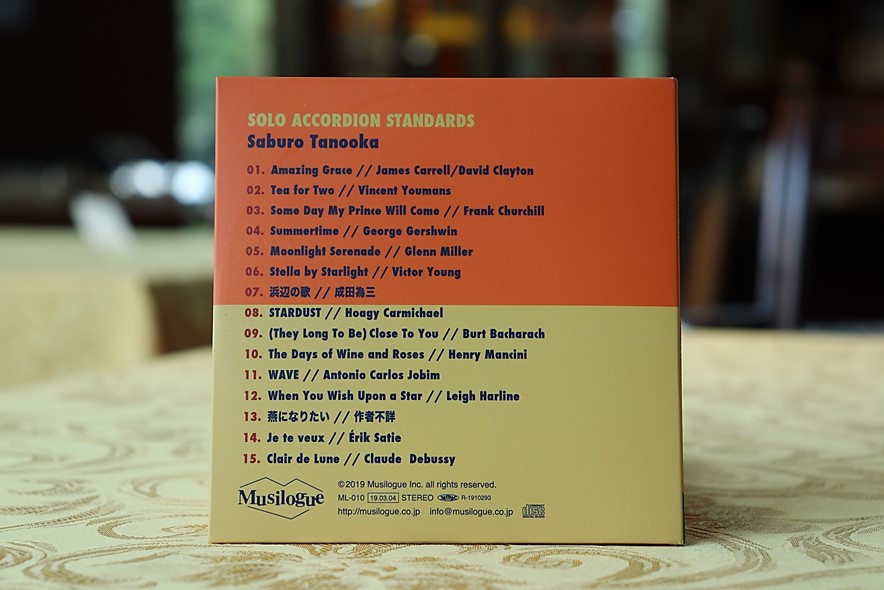 SOLO ACCORDION STANDARDS
Saburo Tanooka
01. Amazing Grace // James Carrell/David Clayton
02. Tea for Two // Vincent Youmans
03. Some Day My Prince Will Come // Frank Churchill
04. Summertime // George Gershwin
05. Moonlight Serenade // Glenn Miller
06. Stella by Starlight // Victor Young
07. 浜辺の歌 // 成田為三
08. STARDUST // Hoagy Carmichael
09. (They Long To Be) Close To You // Burt Bacharach
10. The Days of Wine and Roses // Henry Mancini
11. WAVE // Antonio Carlos Jobim
12. When You Wish Upon a Star // Leigh Harline
13. 燕になりたい // 作者不詳
14. Je te veux // Érik Satie
15. Clair de Lune // Claude Debussy
Musilogue
©2019 Musilogue Inc. all rights reserved.
ML-010 19.03.04 STEREO R-1910293
http://musilogue.co.jp info@musilogue.co.jp